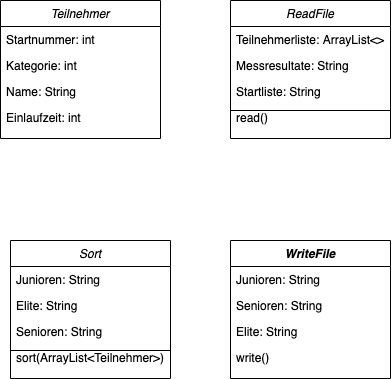 Teilnehmer
Startnummer: int
Kategorie: int
Name: String
Einlaufzeit: int
ReadFile
Teilnehmerliste: ArrayList<>
Messresultate: String
Startliste: String
read()
Sort
Junioren: String
Elite: String
Senioren: String
sort(ArrayList<Teilnehmer>)
WriteFile
Junioren: String
Senioren: String
Elite: String
write()